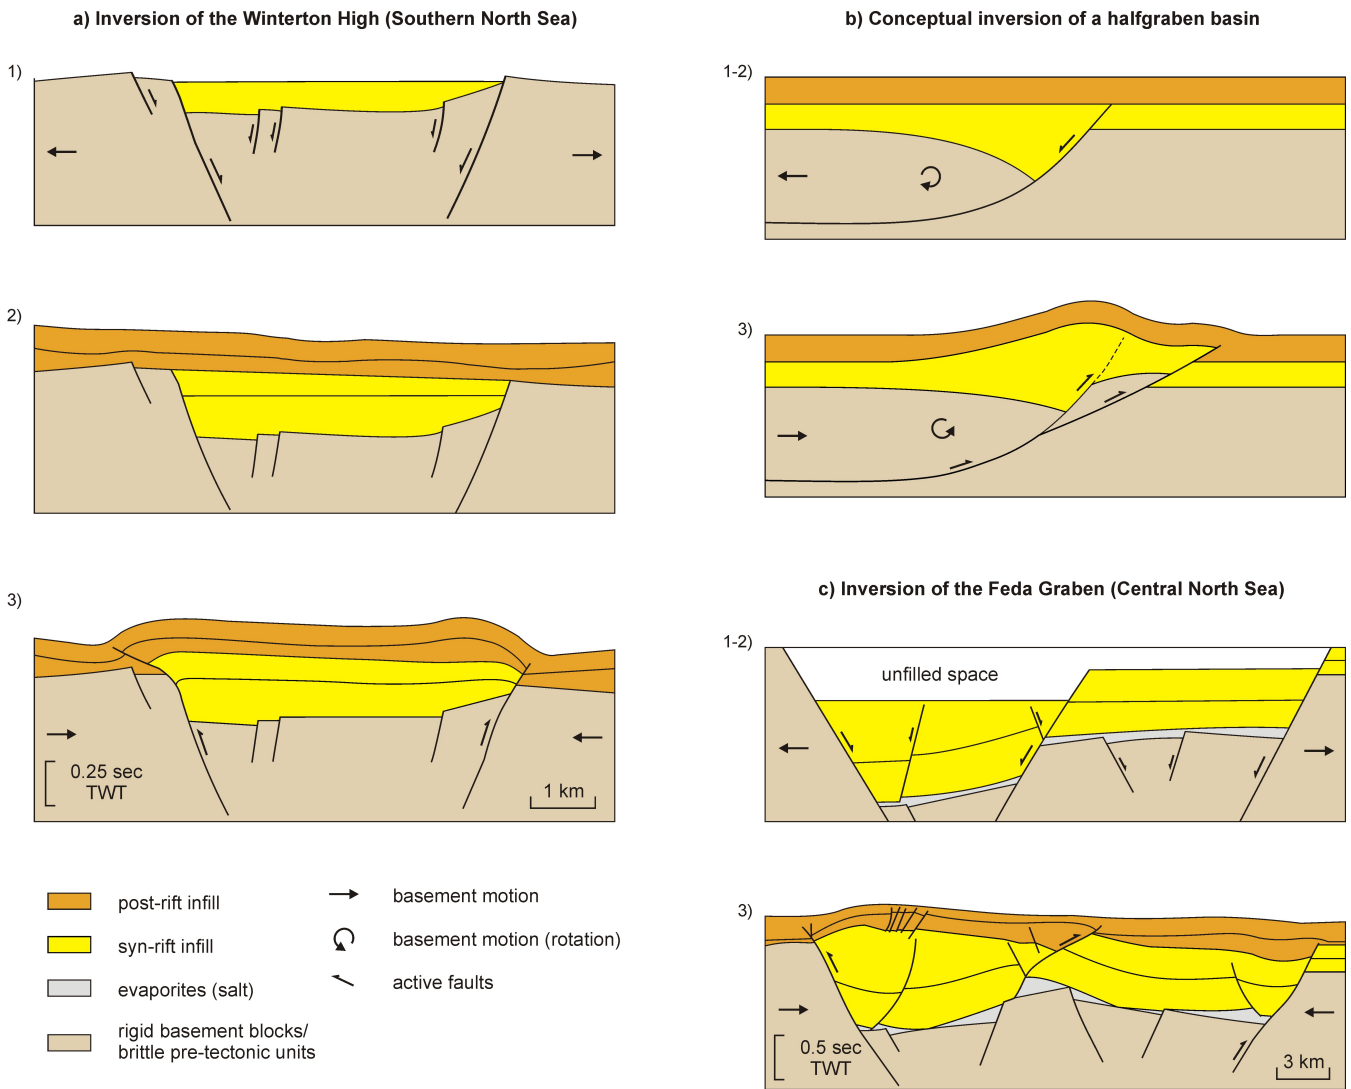 a) Inversion of the Winterton High (Southern North Sea)
1)
2)
3)
0.25 sec
TWT
1 km
b) Conceptual inversion of a halfgraben basin
1-2)
3)
c) Inversion of the Feda Graben (Central North Sea)
1-2)
unfilled space
3)
0.5 sec
TWT
3 km
post-rift infill
syn-rift infill
evaporites (salt)
rigid basement blocks/
brittle pre-tectonic units
basement motion
basement motion (rotation)
active faults